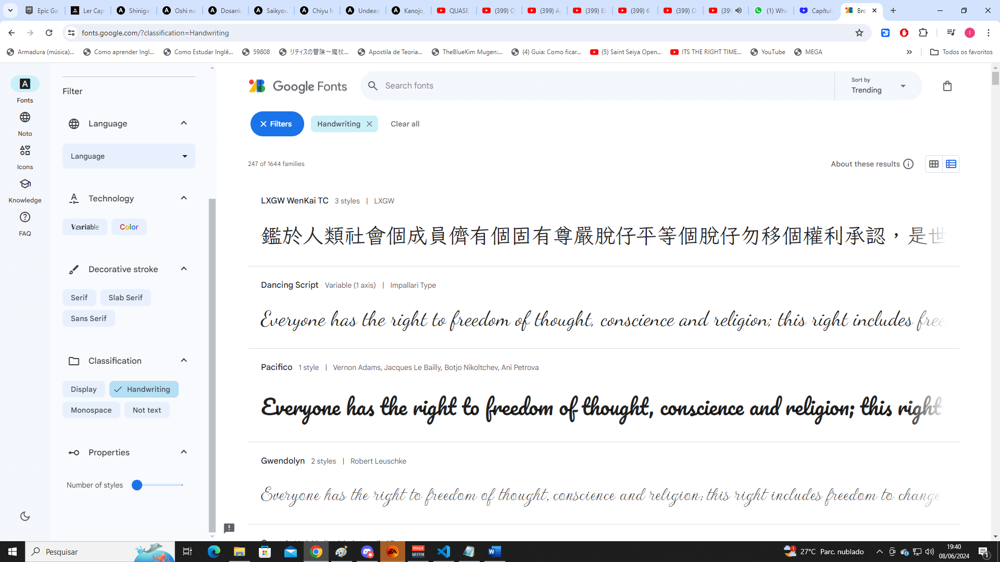 Epic Ga
Ler Cap
Shiniga
Oshi no
Dosank
Saikyou
Chiyu M
Undead
Kanojo,
QUASE
(399) O
(399) A
(399) EL
(399) 6
(399) O
(399
(1) Wha
Capítul
Bro
fonts.google.com/?classification=Handwriting
Armadura (música)...
Como aprender Ingl...
Como Estudar Inglê...
59808
リティスの冒険～魔杖...
Apostila de Teoria...
TheBlueKim Mugen:...
(4) Guia: Como ficar...
(5) Saint Seiya Open...
ITS THE RIGHT TIME...
YouTube
MEGA
Todos os favoritos
Fonts
Noto
Icons
Knowledge
FAQ
Filter
Language
Language
Technology
Variable
Color
Decorative stroke
Serif
Slab Serif
Sans Serif
Classification
Display
Handwriting
Monospace
Not text
Properties
Number of styles
Google Fonts
Search fonts
Sort by
Trending
Filters
Handwriting
Clear all
247 of 1644 families
About these results
LXGW WenKai TC 3 styles | LXGW
鑑於人類社會個成員儕有個固有尊嚴脫仔平等個脫仔勿移個權利承認，是世
Dancing Script Variable (1 axis) | Impallari Type
Everyone has the right to freedom of thought, conscience and religion; this right includes free
Pacifico 1 style | Vernon Adams, Jacques Le Bailly, Botjo Nikoltchev, Ani Petrova
Everyone has the right to freedom of thought, conscience and religion; this right
Gwendolyn 2 styles | Robert Leuschke
Everyone has the right to freedom of thought, conscience and religion; this right includes freedom to change
Pesquisar
VOICE
MEETER
EA
27°C Parc. nublado
19:40
08/06/2024
1